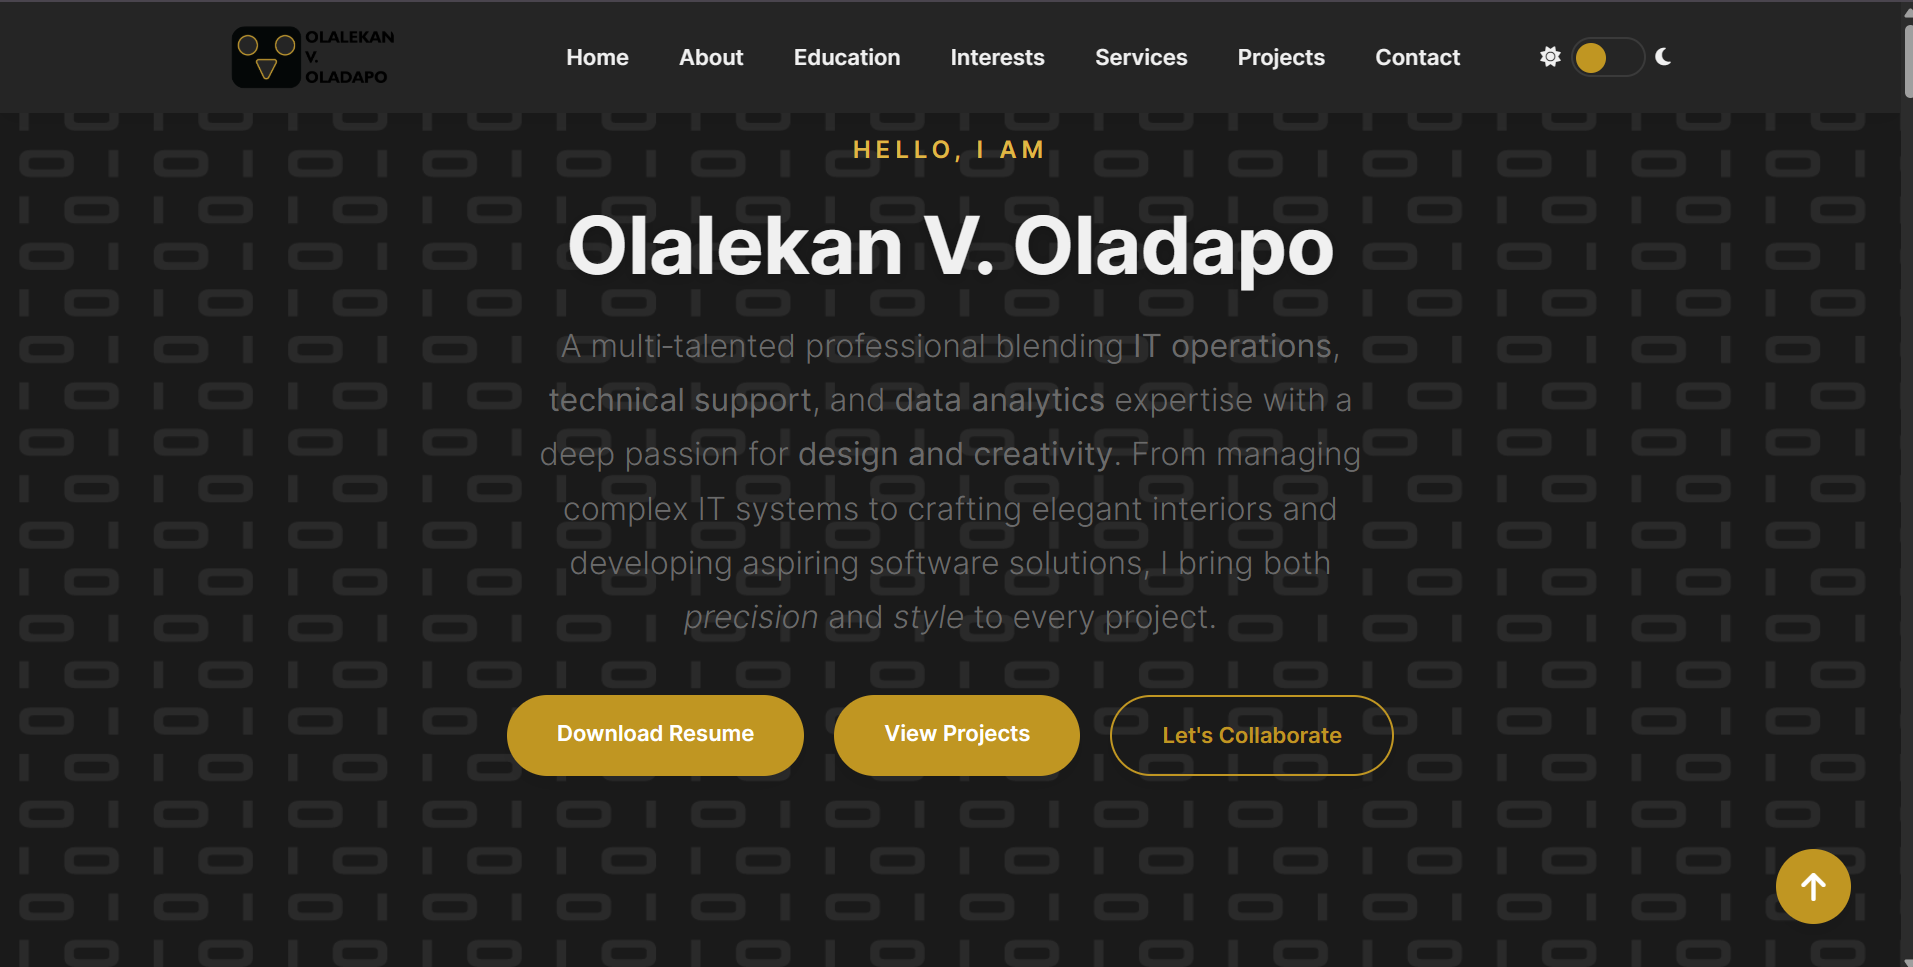 OLALEKAN
V.
OLADAPO
Home About Education Interests Services Projects Contact
HELLO, I AM
Olalekan V. Oladapo
A multi-talented professional blending IT operations,
technical support, and data analytics expertise with a
deep passion for design and creativity. From managing
complex IT systems to crafting elegant interiors and
developing aspiring software solutions, I bring both
precision and style to every project.
Download Resume View Projects Let's Collaborate